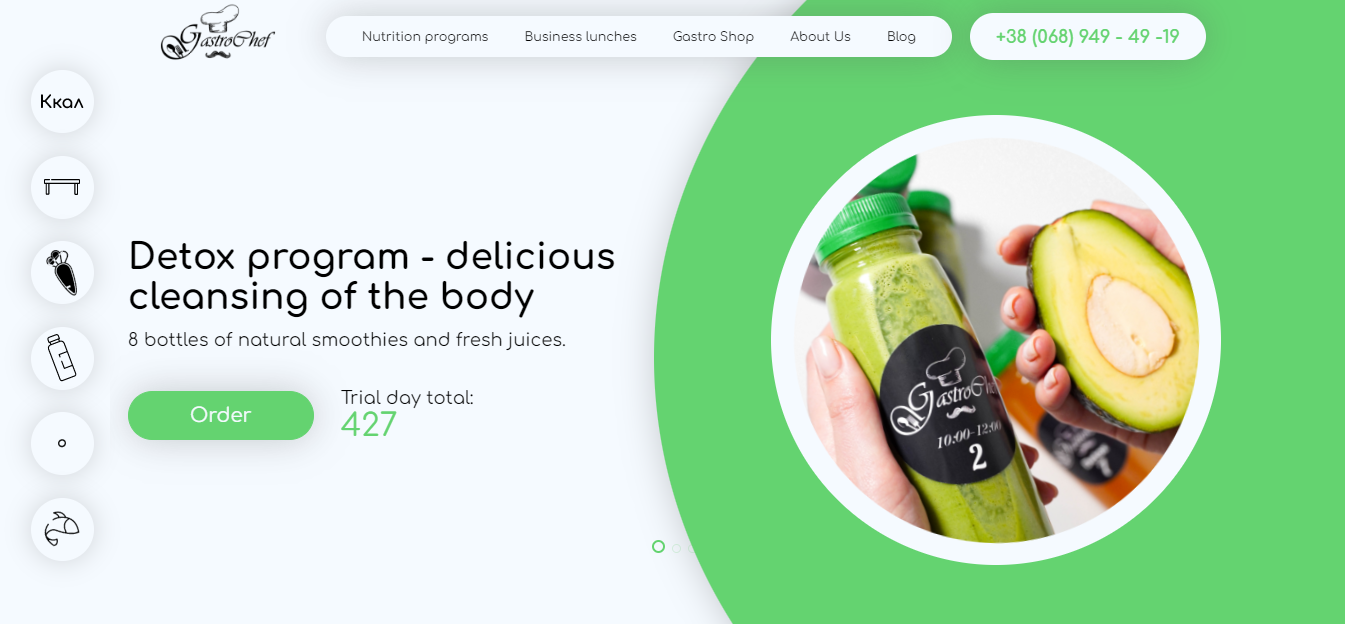 GastroChef
Nutrition programs
Business lunches
Gastro Shop
About Us
Blog
+38 (068) 949 - 49 -19
Ккал
Detox program - delicious
cleansing of the body
8 bottles of natural smoothies and fresh juices.
Order
Trial day total:
427
GastroChef
10:00-12:00
2